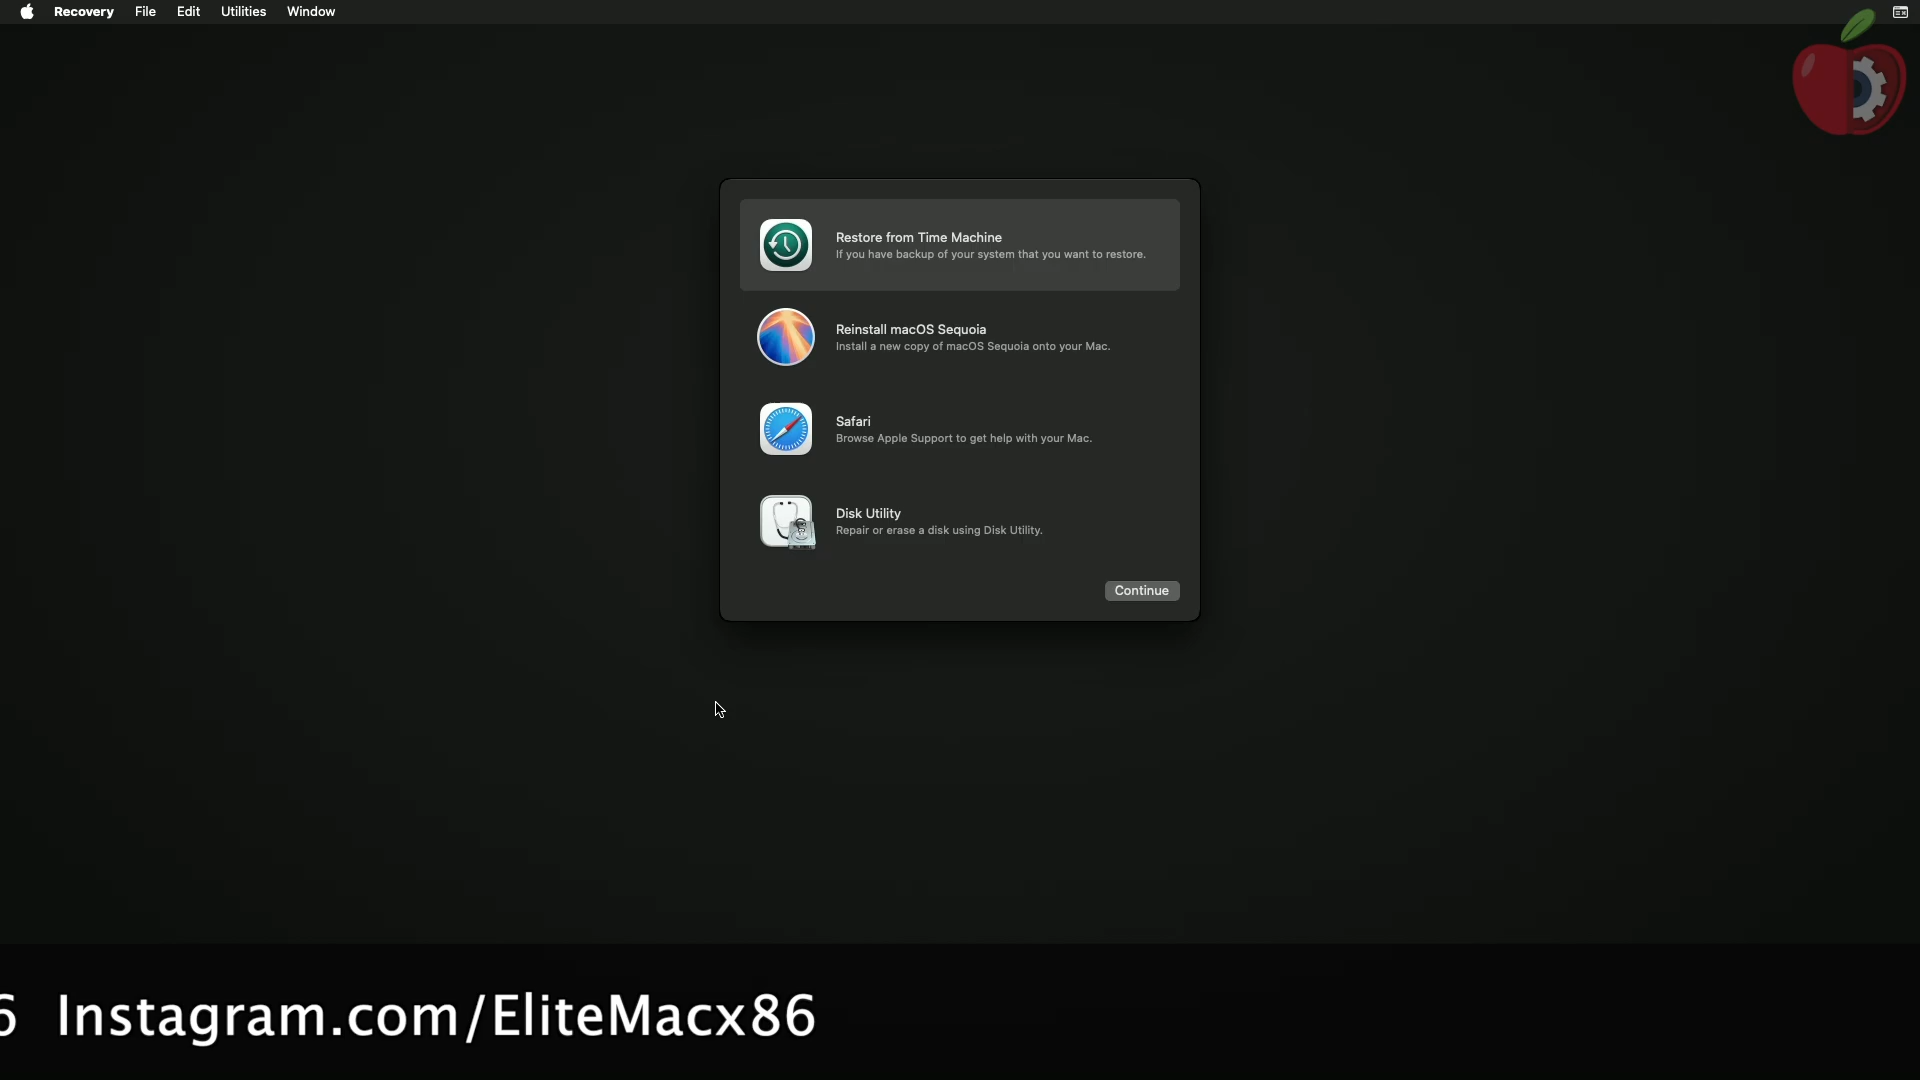 Recovery File Edit Utilities Window
Restore from Time Machine
If you have backup of your system that you want to restore.
Reinstall macOS Sequoia
Install a new copy of macOS Sequoia onto your Mac.
Safari
Browse Apple Support to get help with your Mac.
Disk Utility
Repair or erase a disk using Disk Utility.
Continue
6 Instagram.com/EliteMacx86